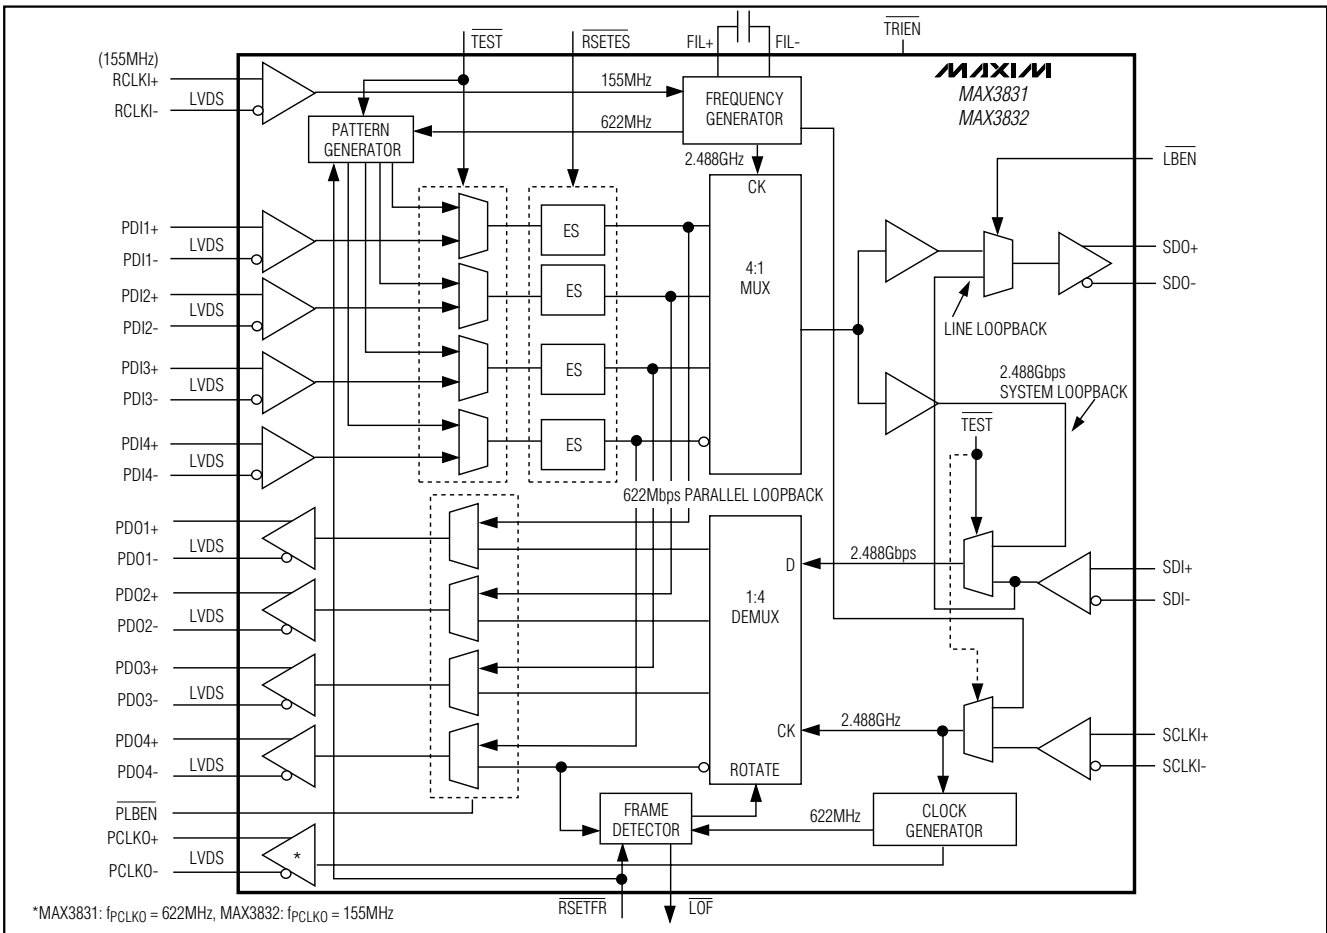 TEST
RSETES
FIL+
FIL-
TRIEN
(155MHz)
RCLKI+
LVDS
RCLKI-
155MHz
FREQUENCY
GENERATOR
MAXIM
MAX3831
MAX3832
PATTERN
GENERATOR
622MHz
2.488GHz
LBEN
CK
PDI1+
LVDS
PDI1-
ES
4:1
MUX
SDO+
SDO-
PDI2+
LVDS
PDI2-
ES
LINE LOOPBACK
PDI3+
LVDS
PDI3-
ES
2.488Gbps
SYSTEM LOOPBACK
TEST
PDI4+
LVDS
PDI4-
ES
622Mbps PARALLEL LOOPBACK
PDO1+
LVDS
PDO1-
D
2.488Gbps
SDI+
SDI-
PDO2+
LVDS
PDO2-
1:4
DEMUX
PDO3+
LVDS
PDO3-
PDO4+
LVDS
PDO4-
CK
2.488GHz
SCLKI+
SCLKI-
ROTATE
PLBEN
FRAME
DETECTOR
622MHz
CLOCK
GENERATOR
PCLKO+
LVDS
PCLKO-
*
RSETFR
LOF
*MAX3831: fPCLKO = 622MHz, MAX3832: fPCLKO = 155MHz